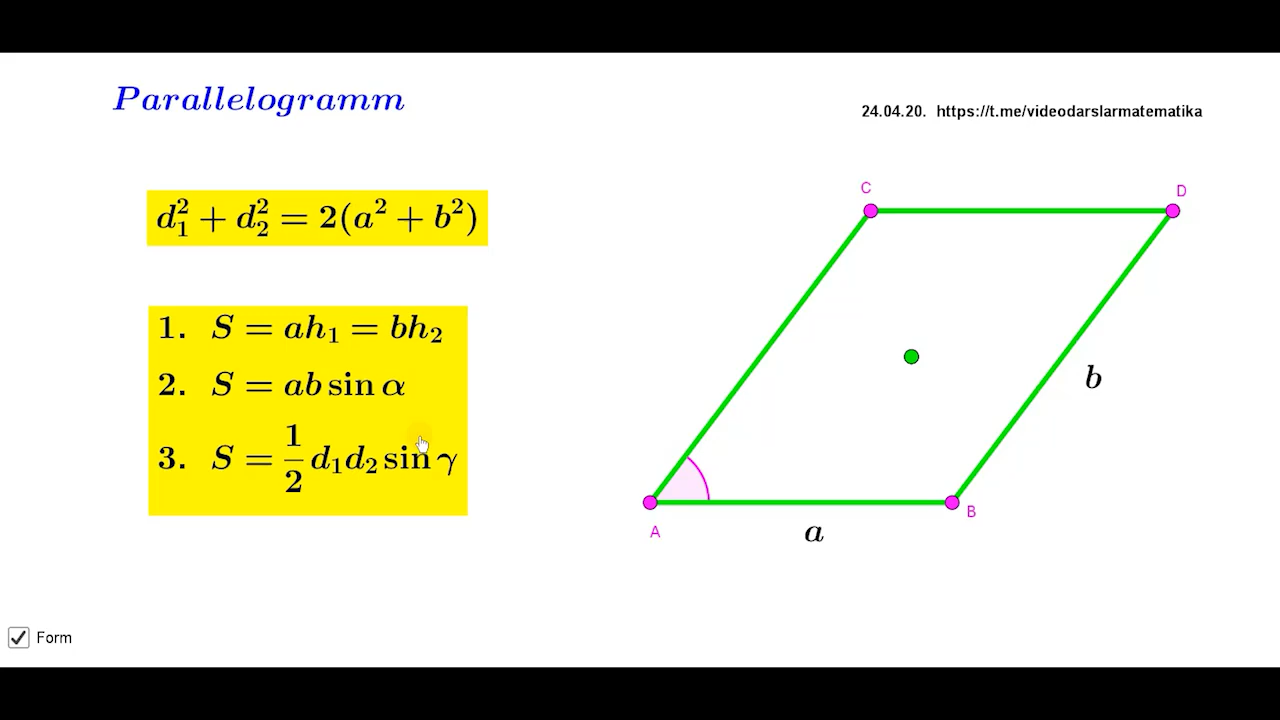 Parallelogramm
24.04.20. https://t.me/videodarslarmatematika
d₁² + d₂² = 2(a² + b²)
1. S = ah₁ = bh₂
2. S = ab sin α
3. S = 1/2 d₁d₂ sin γ
C
D
b
A
B
a
Form